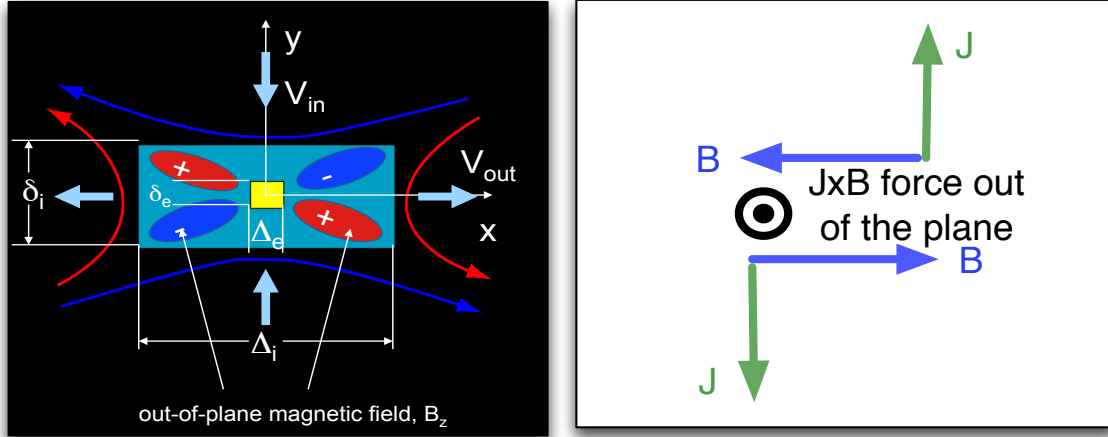 y
V_in
+
-
V_out
δ_i
δ_e
-
+
Δ_e
x
Δ_i
out-of-plane magnetic field, B_z
J
B
JxB force out
of the plane
B
J